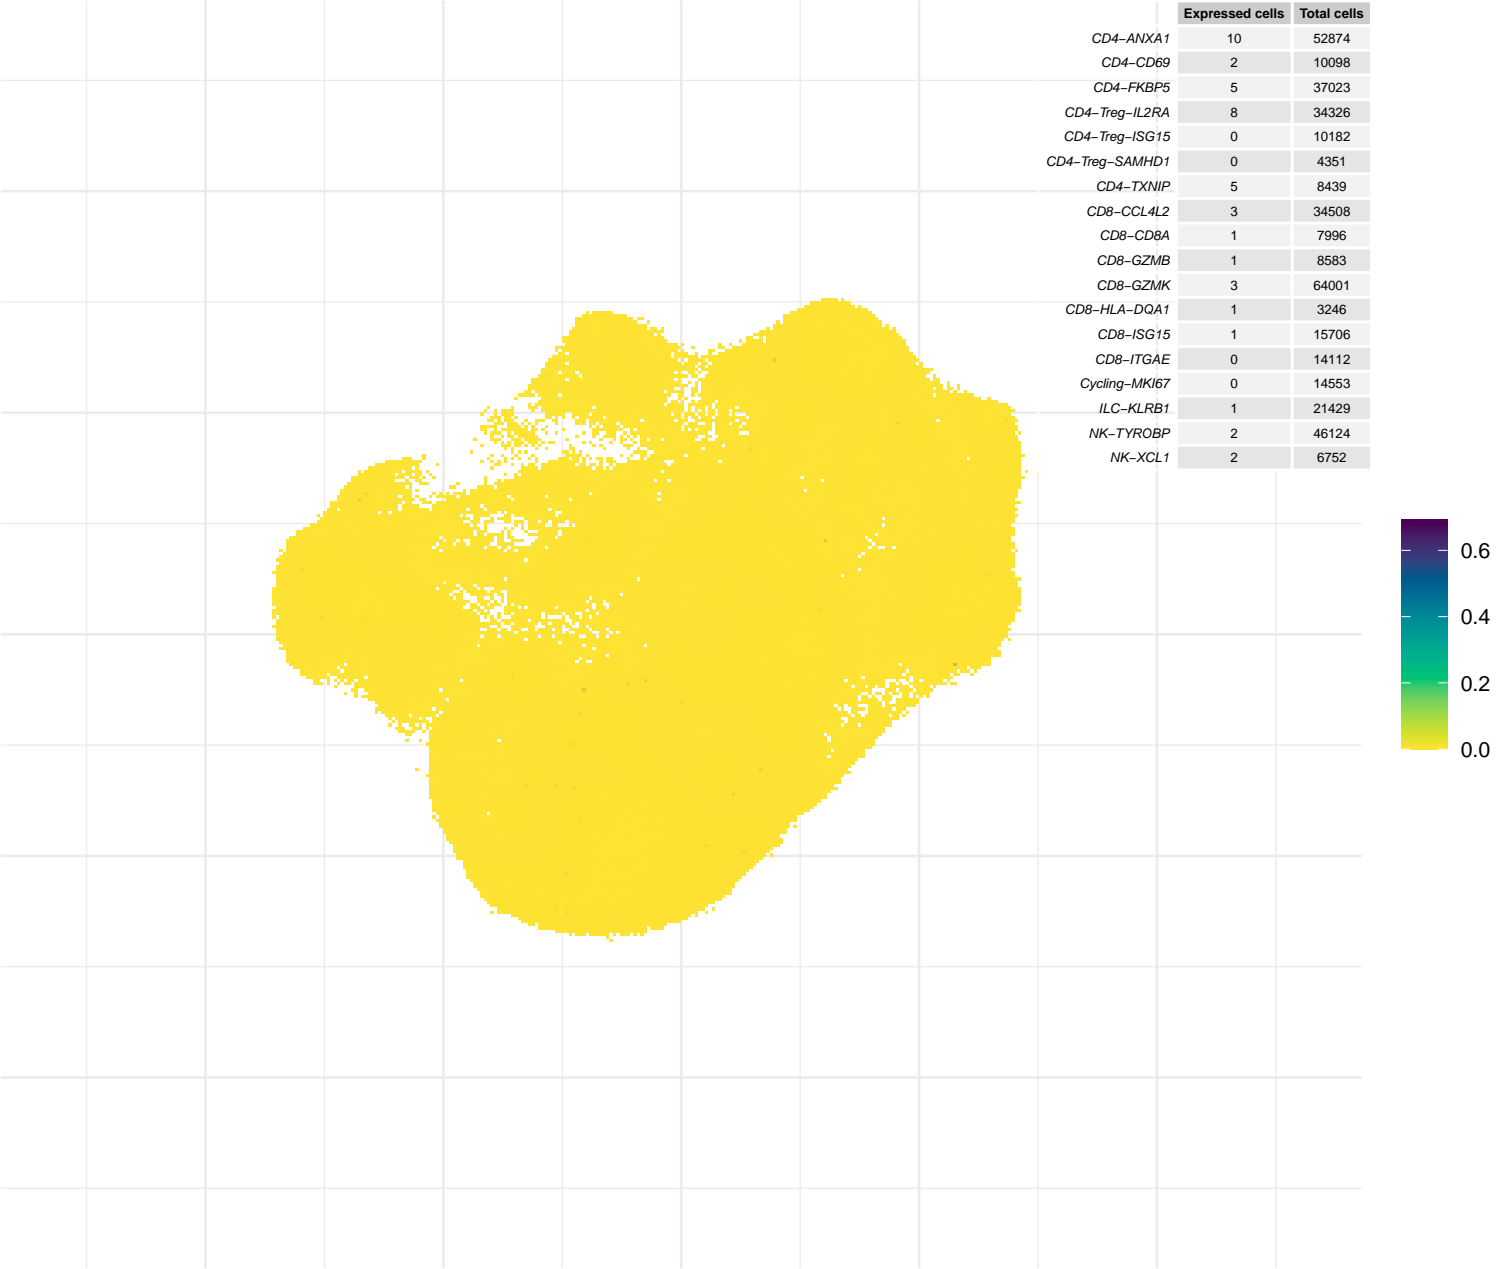 Expressed cells Total cells
CD4−ANXA1 10 52874
CD4−CD69 2 10098
CD4−FKBP5 5 37023
CD4−Treg−IL2RA 8 34326
CD4−Treg−ISG15 0 10182
CD4−Treg−SAMHD1 0 4351
CD4−TXNIP 5 8439
CD8−CCL4L2 3 34508
CD8−CD8A 1 7996
CD8−GZMB 1 8583
CD8−GZMK 3 64001
CD8−HLA−DQA1 1 3246
CD8−ISG15 1 15706
CD8−ITGAE 0 14112
Cycling−MKI67 0 14553
ILC−KLRB1 1 21429
NK−TYROBP 2 46124
NK−XCL1 2 6752
0.6
0.4
0.2
0.0